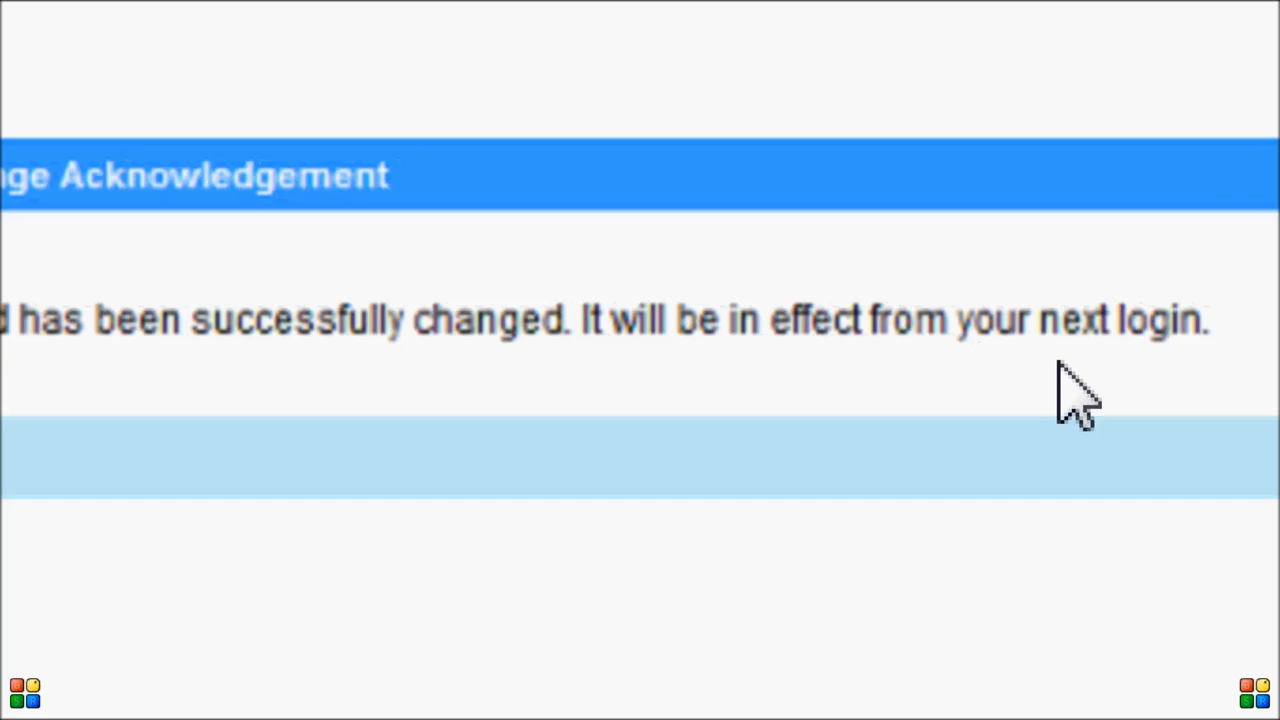 ge Acknowledgement
has been successfully changed. It will be in effect from your next login.